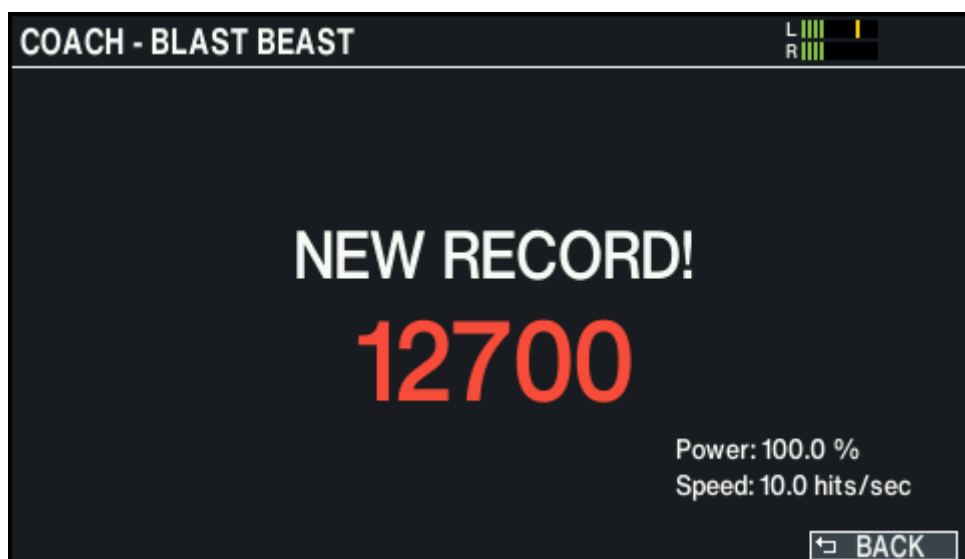 COACH - BLAST BEAST
L
R
NEW RECORD!
12700
Power: 100.0 %
Speed: 10.0 hits/sec
BACK